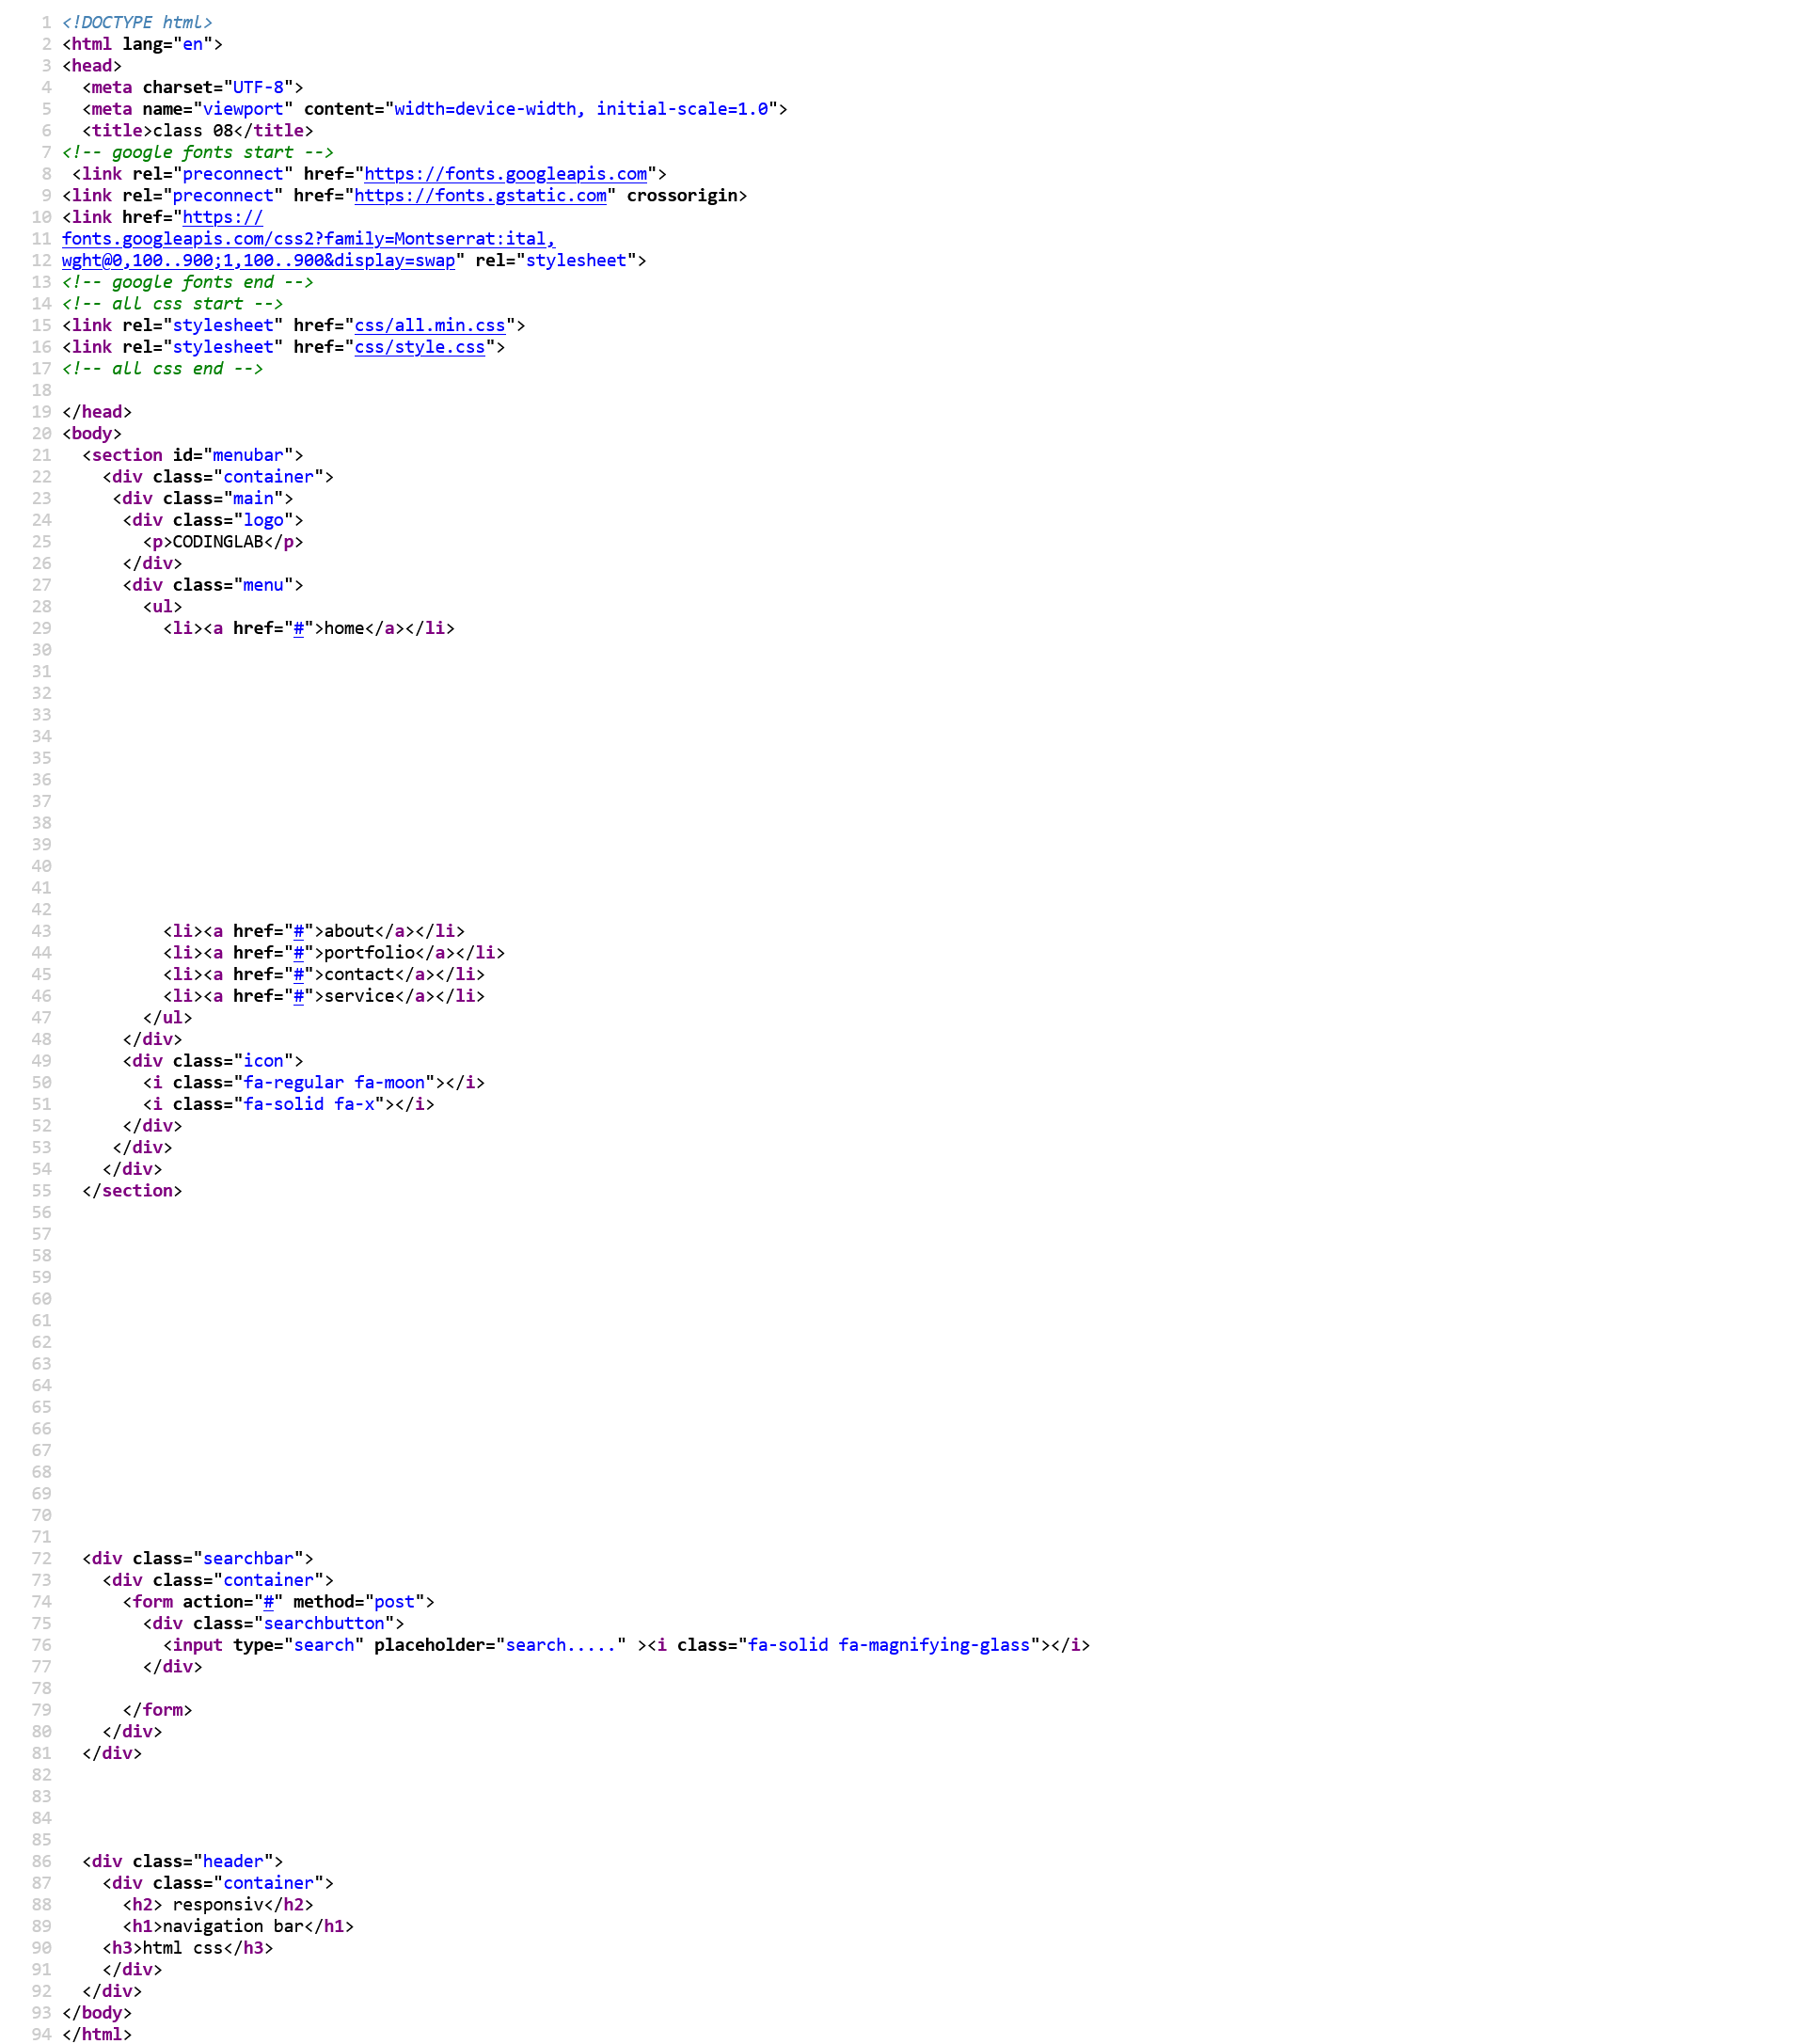 1 <!DOCTYPE html>
2 <html lang="en">
3 <head>
4   <meta charset="UTF-8">
5   <meta name="viewport" content="width=device-width, initial-scale=1.0">
6   <title>class 08</title>
7 <!-- google fonts start -->
8  <link rel="preconnect" href="https://fonts.googleapis.com">
9 <link rel="preconnect" href="https://fonts.gstatic.com" crossorigin>
10 <link href="https://
11 fonts.googleapis.com/css2?family=Montserrat:ital,
12 wght@0,100..900;1,100..900&display=swap" rel="stylesheet">
13 <!-- google fonts end -->
14 <!-- all css start -->
15 <link rel="stylesheet" href="css/all.min.css">
16 <link rel="stylesheet" href="css/style.css">
17 <!-- all css end -->
18
19 </head>
20 <body>
21   <section id="menubar">
22     <div class="container">
23      <div class="main">
24       <div class="logo">
25         <p>CODINGLAB</p>
26       </div>
27       <div class="menu">
28         <ul>
29           <li><a href="#">home</a></li>
30
31
32
33
34
35
36
37
38
39
40
41
42
43           <li><a href="#">about</a></li>
44           <li><a href="#">portfolio</a></li>
45           <li><a href="#">contact</a></li>
46           <li><a href="#">service</a></li>
47         </ul>
48       </div>
49       <div class="icon">
50         <i class="fa-regular fa-moon"></i>
51         <i class="fa-solid fa-x"></i>
52       </div>
53      </div>
54     </div>
55   </section>
56
57
58
59
60
61
62
63
64
65
66
67
68
69
70
71
72   <div class="searchbar">
73     <div class="container">
74       <form action="#" method="post">
75         <div class="searchbutton">
76           <input type="search" placeholder="search....." ><i class="fa-solid fa-magnifying-glass"></i>
77         </div>
78
79       </form>
80     </div>
81   </div>
82
83
84
85
86   <div class="header">
87     <div class="container">
88       <h2> responsiv</h2>
89       <h1>navigation bar</h1>
90     <h3>html css</h3>
91     </div>
92   </div>
93 </body>
94 </html>